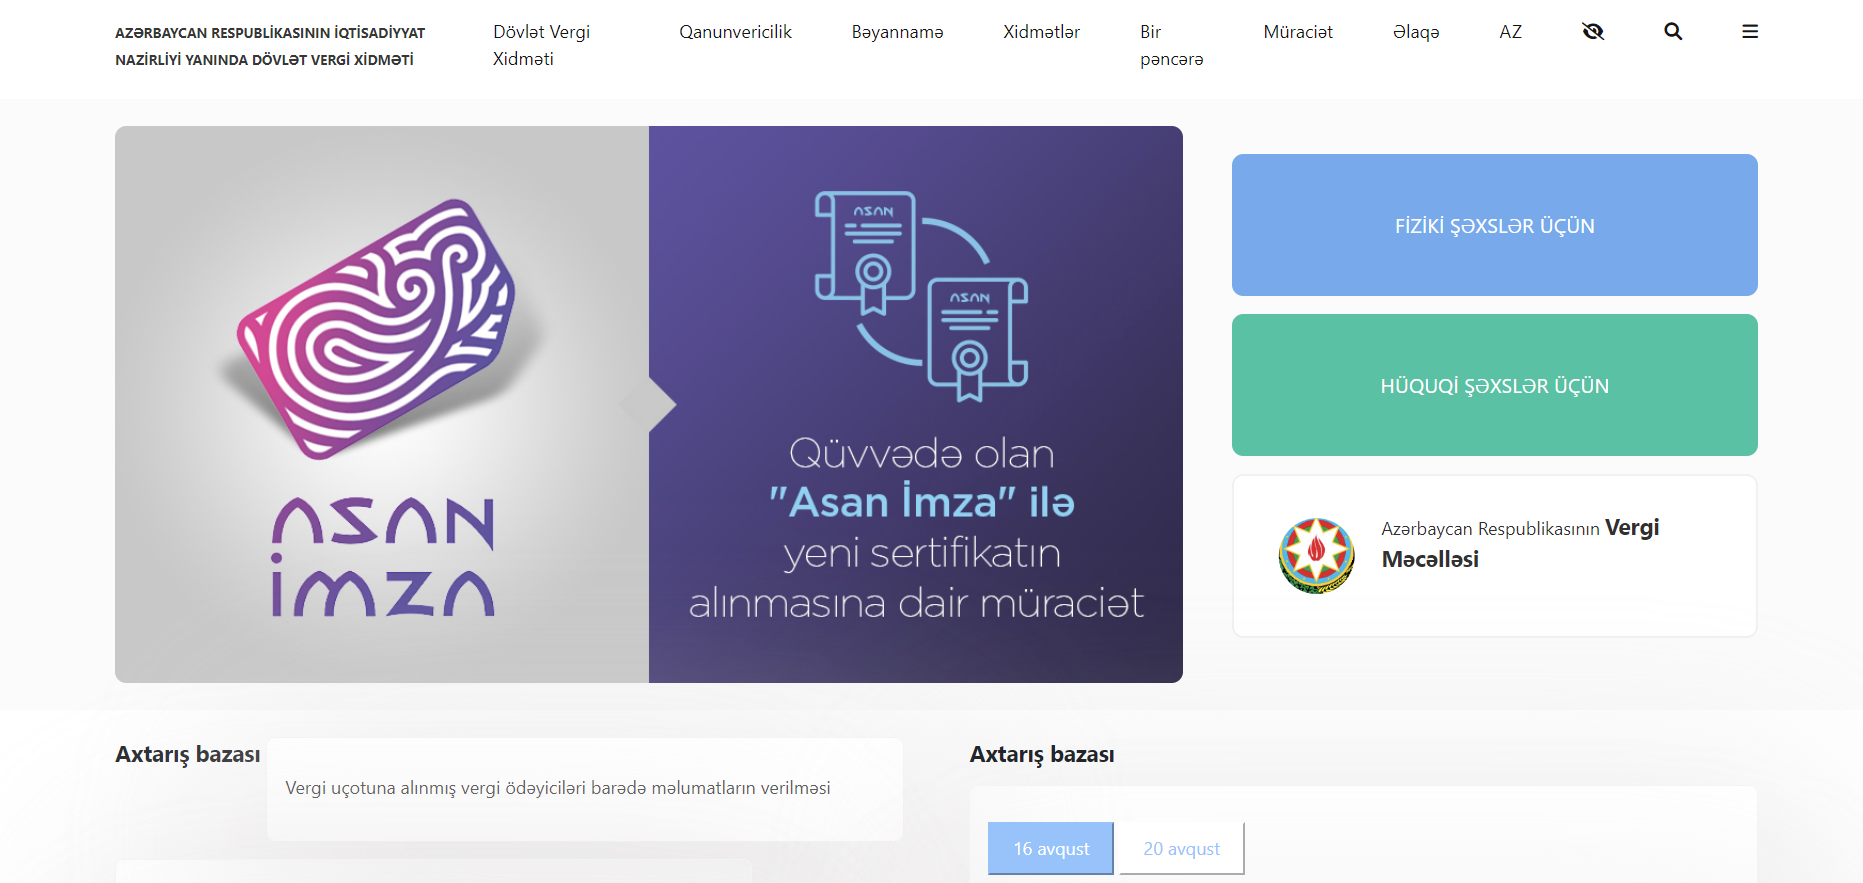 AZƏRBAYCAN RESPUBLİKASININ İQTİSADİYYAT
NAZİRLİYİ YANINDA DÖVLƏT VERGİ XİDMƏTİ
Dövlət Vergi
Xidməti
Qanunvericilik
Bəyannamə
Xidmətlər
Bir
pəncərə
Müraciət
Əlaqə
AZ
ASAN
İMZA
ASAN
ASAN
Qüvvədə olan
"Asan İmza" ilə
yeni sertifikatın
alınmasına dair müraciət
FİZİKİ ŞƏXSLƏR ÜÇÜN
HÜQUQİ ŞƏXSLƏR ÜÇÜN
Azərbaycan Respublikasının Vergi
Məcəlləsi
Axtarış bazası
Vergi uçotuna alınmış vergi ödəyiciləri barədə məlumatların verilməsi
Axtarış bazası
16 avqust
20 avqust